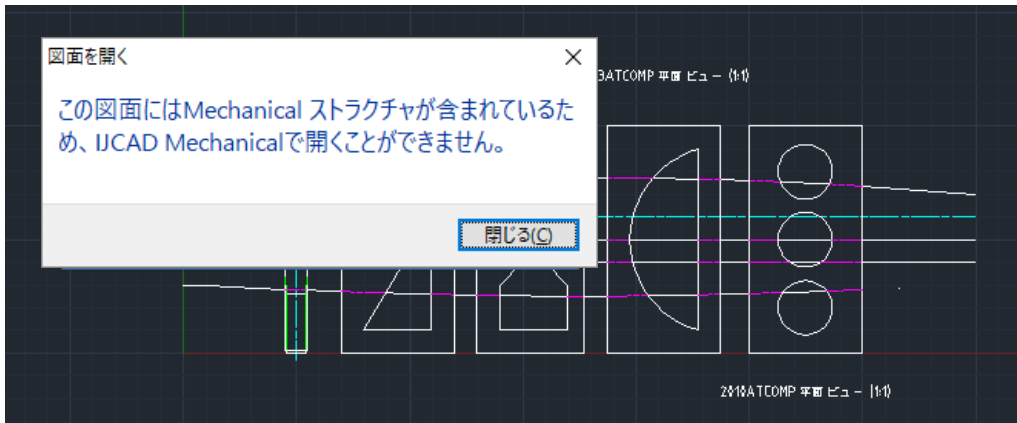 図面を開く
この図面にはMechanical ストラクチャが含まれているた
め、IJCAD Mechanicalで開くことができません。
閉じる(C)
ATCOMP 平面 ビュー (1:1)
ATCOMP 平面 ビュー (1:1)